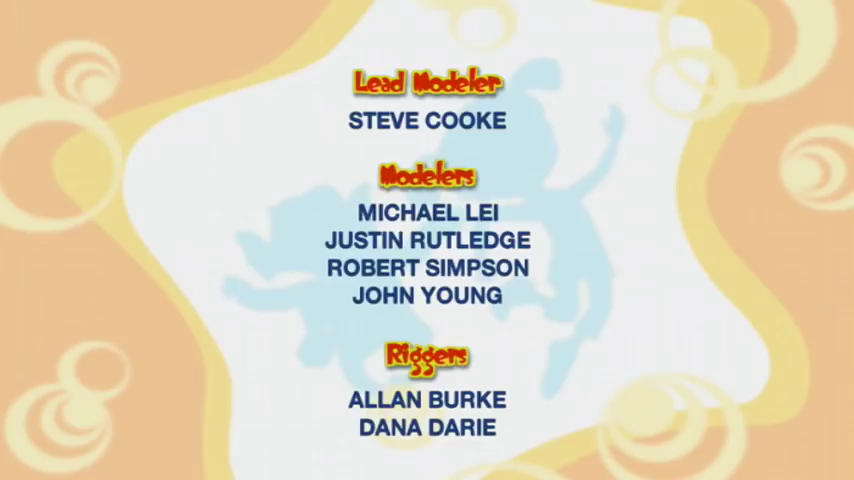 Lead Modeler
STEVE COOKE
Modelers
MICHAEL LEI
JUSTIN RUTLEDGE
ROBERT SIMPSON
JOHN YOUNG
Riggers
ALLAN BURKE
DANA DARIE